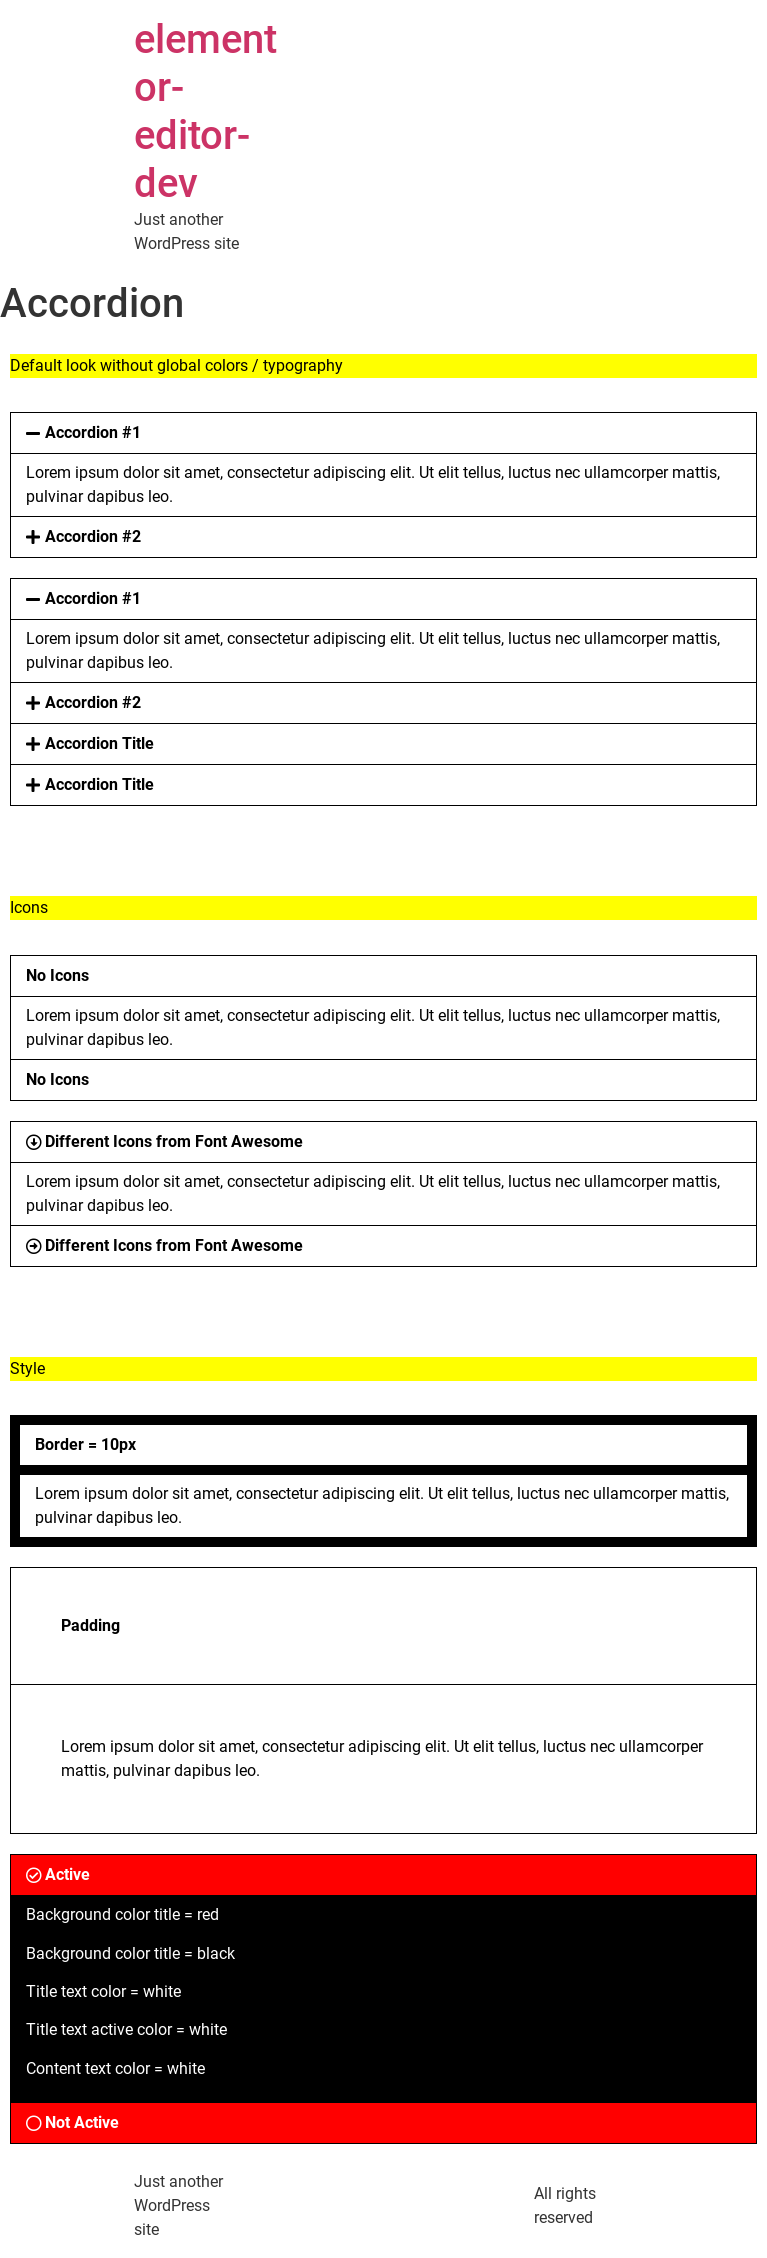 element
or-
editor-
dev
Just another
WordPress site
Accordion
Default look without global colors / typography
Accordion #1
Lorem ipsum dolor sit amet, consectetur adipiscing elit. Ut elit tellus, luctus nec ullamcorper mattis,
pulvinar dapibus leo.
Accordion #2
Accordion #1
Lorem ipsum dolor sit amet, consectetur adipiscing elit. Ut elit tellus, luctus nec ullamcorper mattis,
pulvinar dapibus leo.
Accordion #2
Accordion Title
Accordion Title
Icons
No Icons
Lorem ipsum dolor sit amet, consectetur adipiscing elit. Ut elit tellus, luctus nec ullamcorper mattis,
pulvinar dapibus leo.
No Icons
Different Icons from Font Awesome
Lorem ipsum dolor sit amet, consectetur adipiscing elit. Ut elit tellus, luctus nec ullamcorper mattis,
pulvinar dapibus leo.
Different Icons from Font Awesome
Style
Border = 10px
Lorem ipsum dolor sit amet, consectetur adipiscing elit. Ut elit tellus, luctus nec ullamcorper mattis,
pulvinar dapibus leo.
Padding
Lorem ipsum dolor sit amet, consectetur adipiscing elit. Ut elit tellus, luctus nec ullamcorper
mattis, pulvinar dapibus leo.
Active
Background color title = red
Background color title = black
Title text color = white
Title text active color = white
Content text color = white
Not Active
Just another
WordPress
site
All rights
reserved